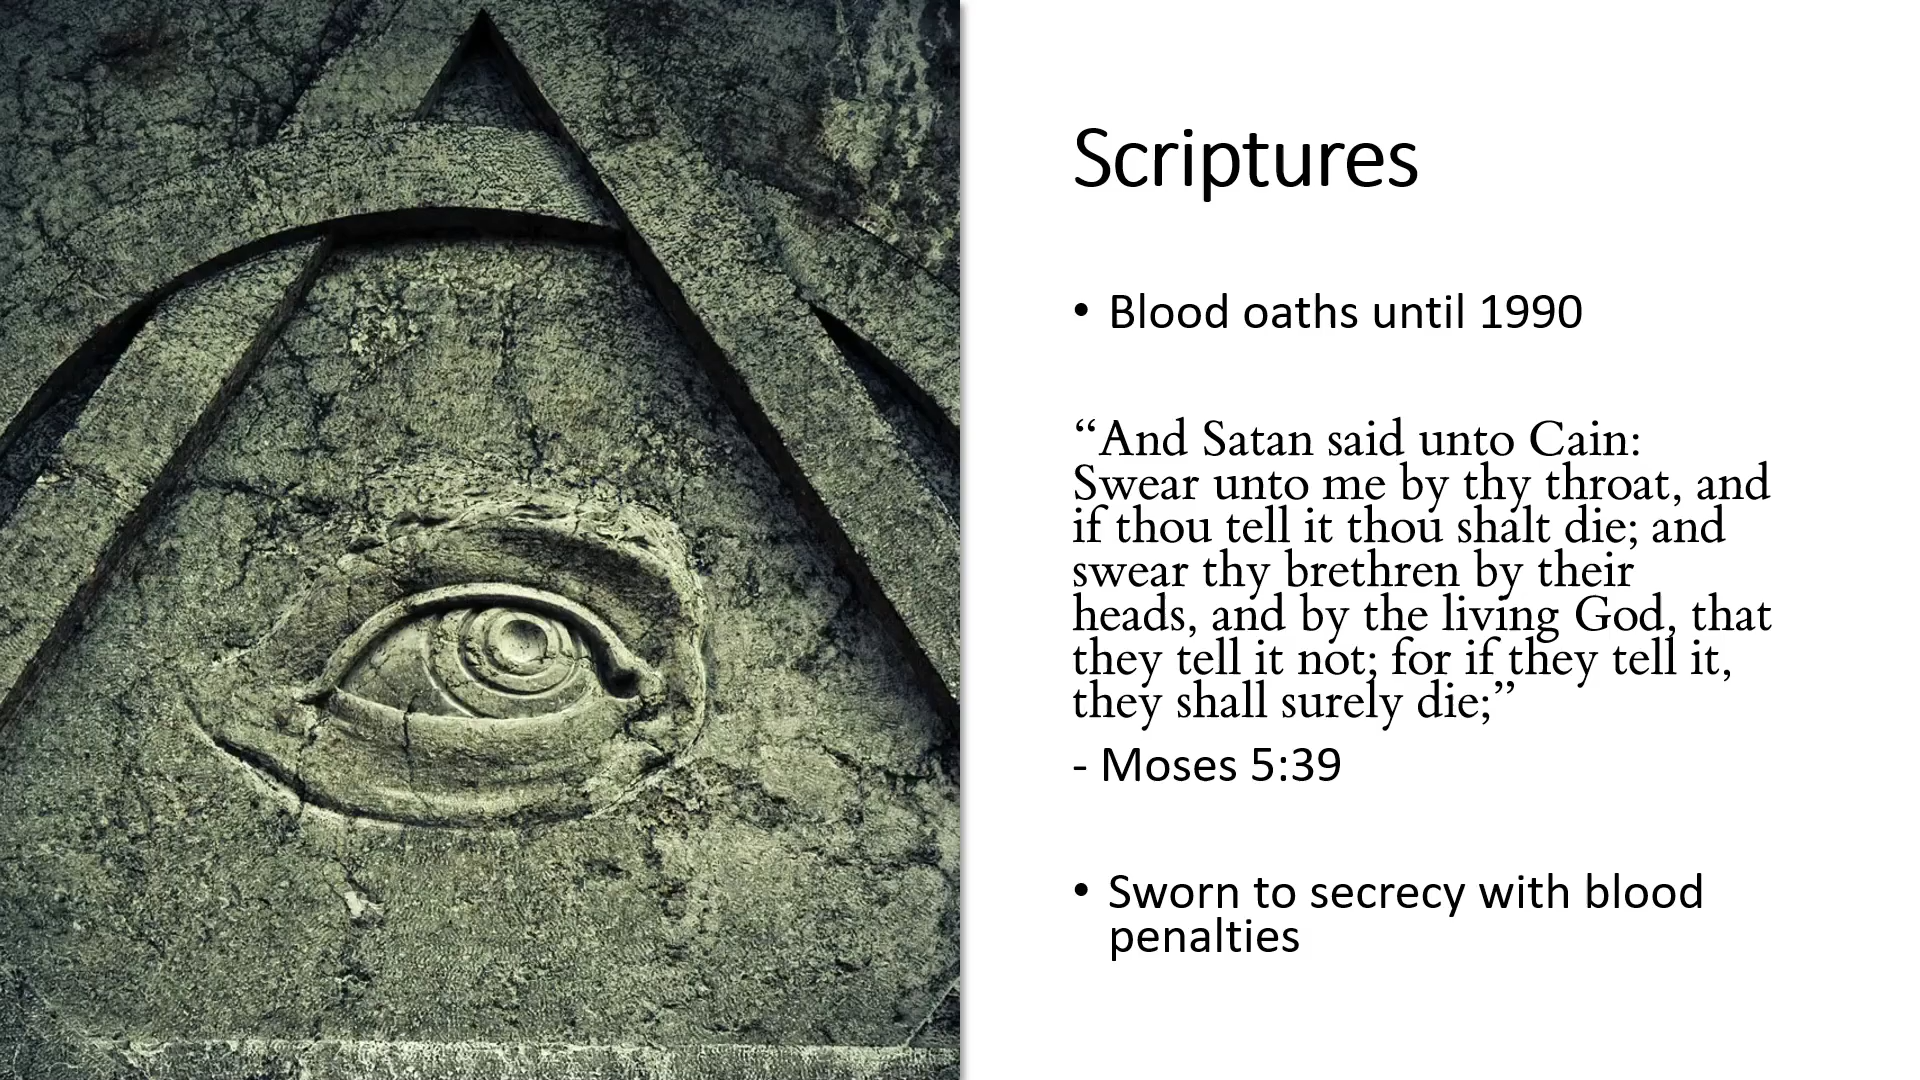 Scriptures
• Blood oaths until 1990
“And Satan said unto Cain:
Swear unto me by thy throat, and
if thou tell it thou shalt die; and
swear thy brethren by their
heads, and by the living God, that
they tell it not; for if they tell it,
they shall surely die;”
- Moses 5:39
• Sworn to secrecy with blood
penalties